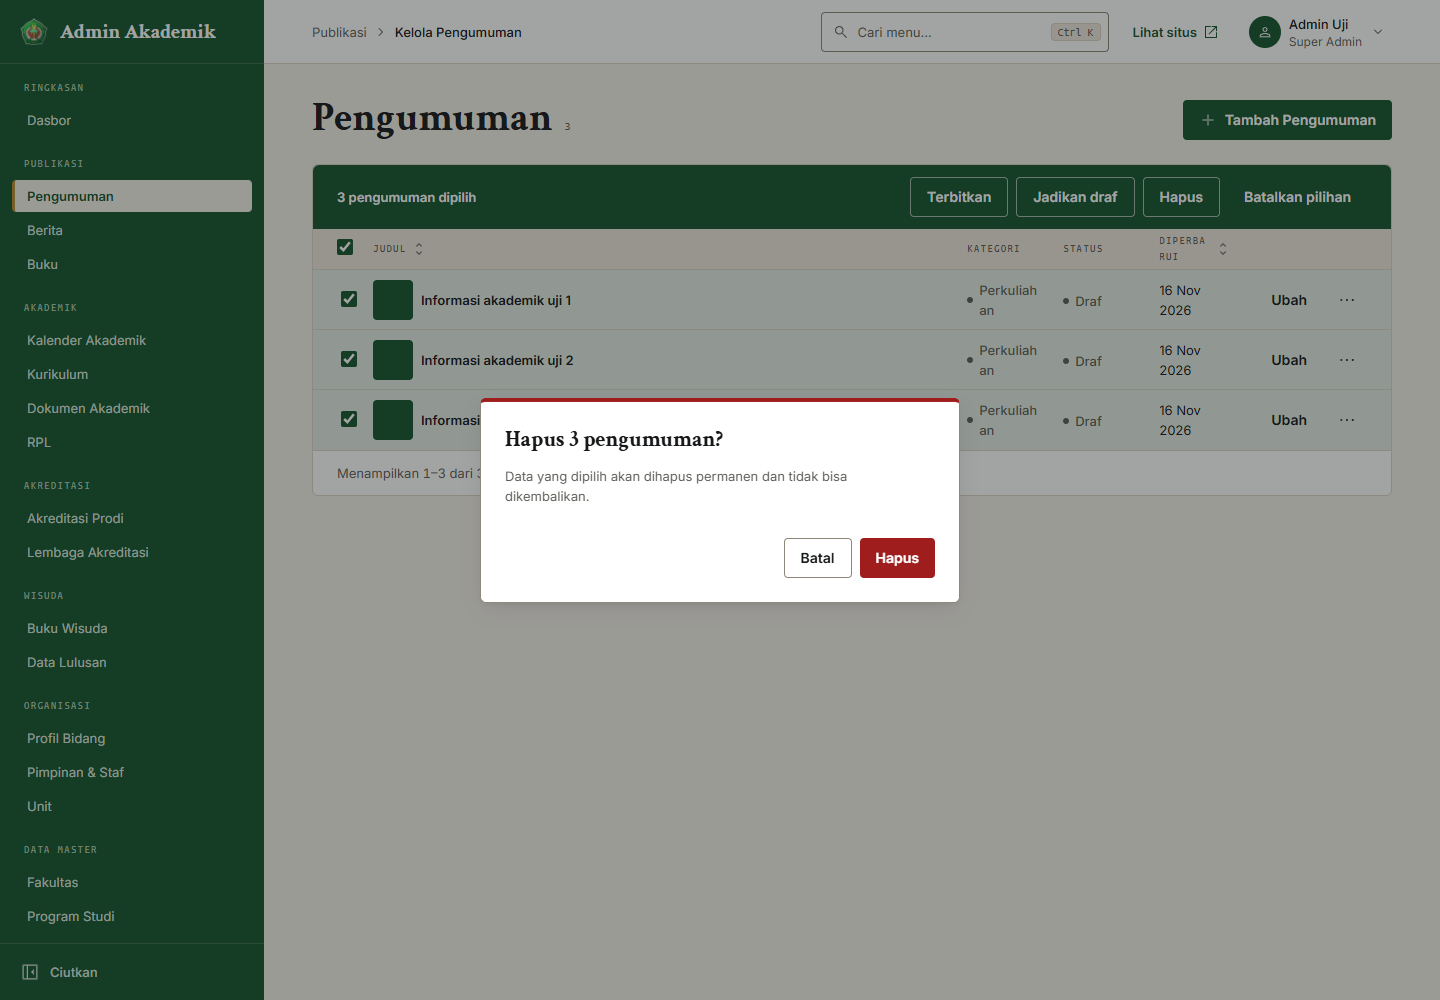 Admin Akademik
Publikasi
Kelola Pengumuman
Cari menu...
Ctrl K
Lihat situs
Admin Uji
Super Admin
RINGKASAN
Dasbor
PUBLIKASI
Pengumuman
Berita
Buku
AKADEMIK
Kalender Akademik
Kurikulum
Dokumen Akademik
RPL
AKREDITASI
Akreditasi Prodi
Lembaga Akreditasi
WISUDA
Buku Wisuda
Data Lulusan
ORGANISASI
Profil Bidang
Pimpinan & Staf
Unit
DATA MASTER
Fakultas
Program Studi
Ciutkan
Pengumuman 3
Tambah Pengumuman
3 pengumuman dipilih
Terbitkan
Jadikan draf
Hapus
Batalkan pilihan
JUDUL
KATEGORI
STATUS
DIPERBA
RUI
Informasi akademik uji 1
Perkuliah
an
Draf
16 Nov
2026
Ubah
Informasi akademik uji 2
Perkuliah
an
Draf
16 Nov
2026
Ubah
Informasi
Perkuliah
an
Draf
16 Nov
2026
Ubah
Menampilkan 1–3 dari
Hapus 3 pengumuman?
Data yang dipilih akan dihapus permanen dan tidak bisa
dikembalikan.
Batal
Hapus